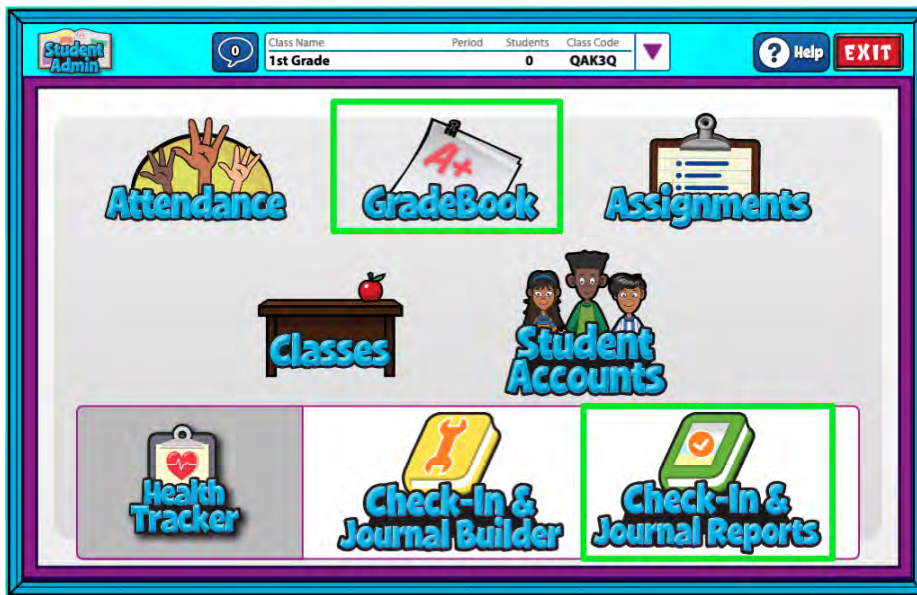 Student
Admin
0
Class Name Period Students Class Code
1st Grade 0 QAK3Q
? Help
EXIT
A+
Attendance
GradeBook
Assignments
Classes
Student
Accounts
Health
Tracker
Check-In &
Journal Builder
Check-In &
Journal Reports